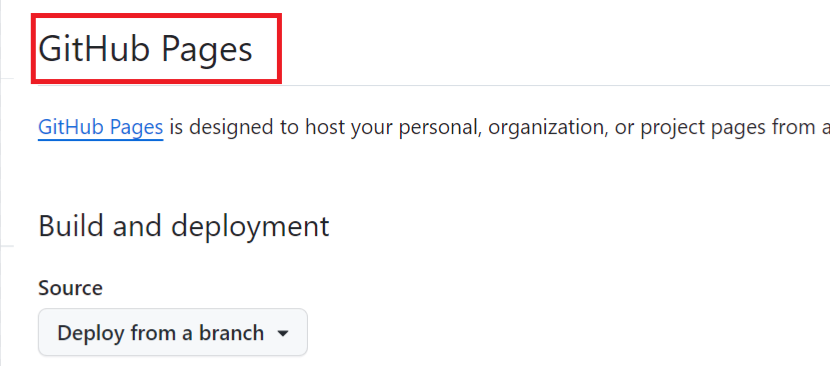 GitHub Pages
GitHub Pages is designed to host your personal, organization, or project pages from a
Build and deployment
Source
Deploy from a branch